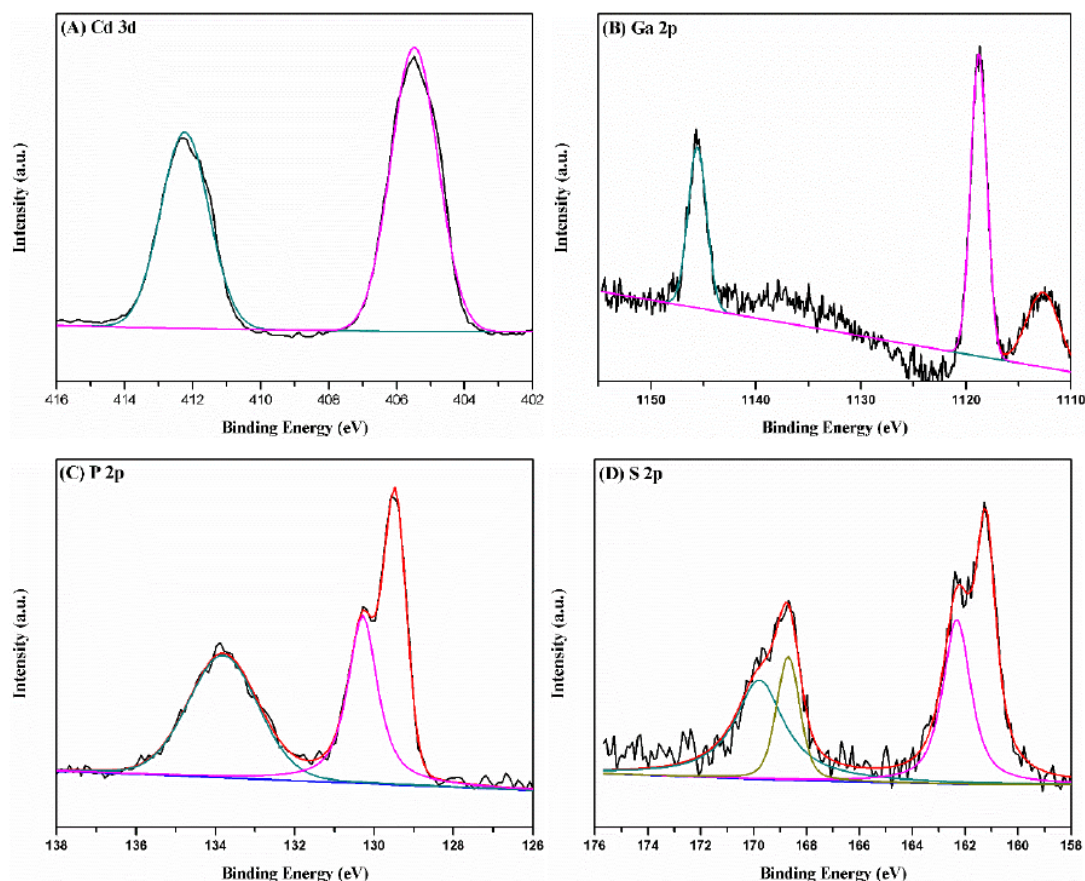 (A) Cd 3d
Intensity (a.u.)
416 414 412 410 408 406 404 402
Binding Energy (eV)
(B) Ga 2p
Intensity (a.u.)
1150 1140 1130 1120 1110
Binding Energy (eV)
(C) P 2p
Intensity (a.u.)
138 136 134 132 130 128 126
Binding Energy (eV)
(D) S 2p
Intensity (a.u.)
176 174 172 170 168 166 164 162 160 158
Binding Energy (eV)